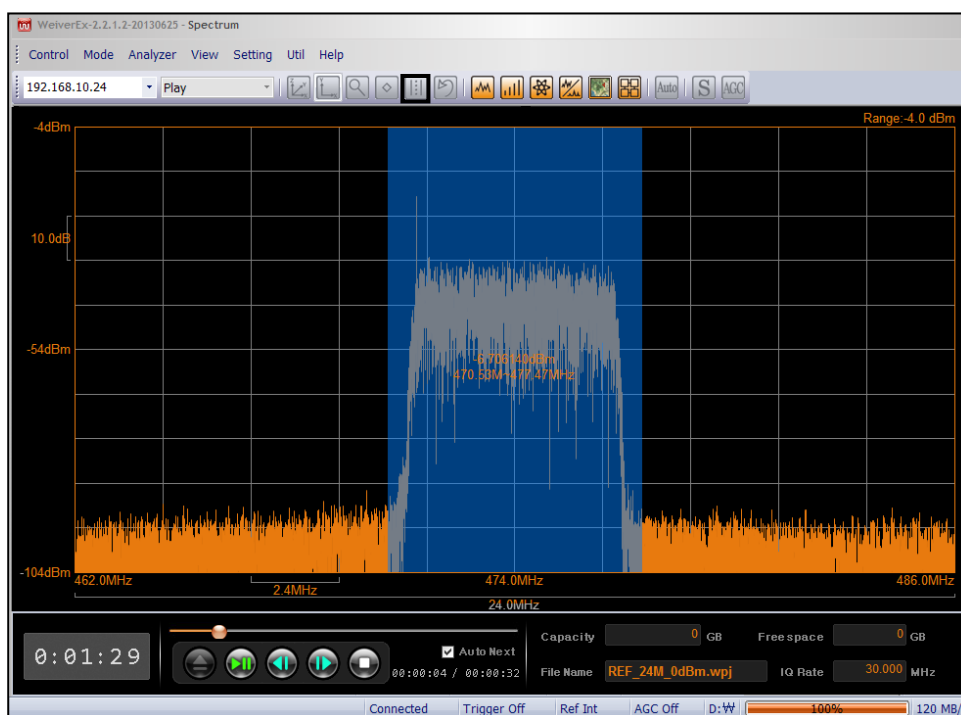 WeiverEx-2.2.1.2-20130625 - Spectrum
Control Mode Analyzer View Setting Util Help
192.168.10.24 Play Auto S AGC
Range:-4.0 dBm
-4dBm
10.0dB
-54dBm
-6.706140dBm
470.53M~477.47MHz
-104dBm
462.0MHz 474.0MHz 486.0MHz
2.4MHz
24.0MHz
0:01:29
Auto Next
00:00:04 / 00:00:32
Capacity 0 GB Free space 0 GB
File Name REF_24M_0dBm.wpj IQ Rate 30.000 MHz
Connected Trigger Off Ref Int AGC Off D:₩ 100% 120 MB/